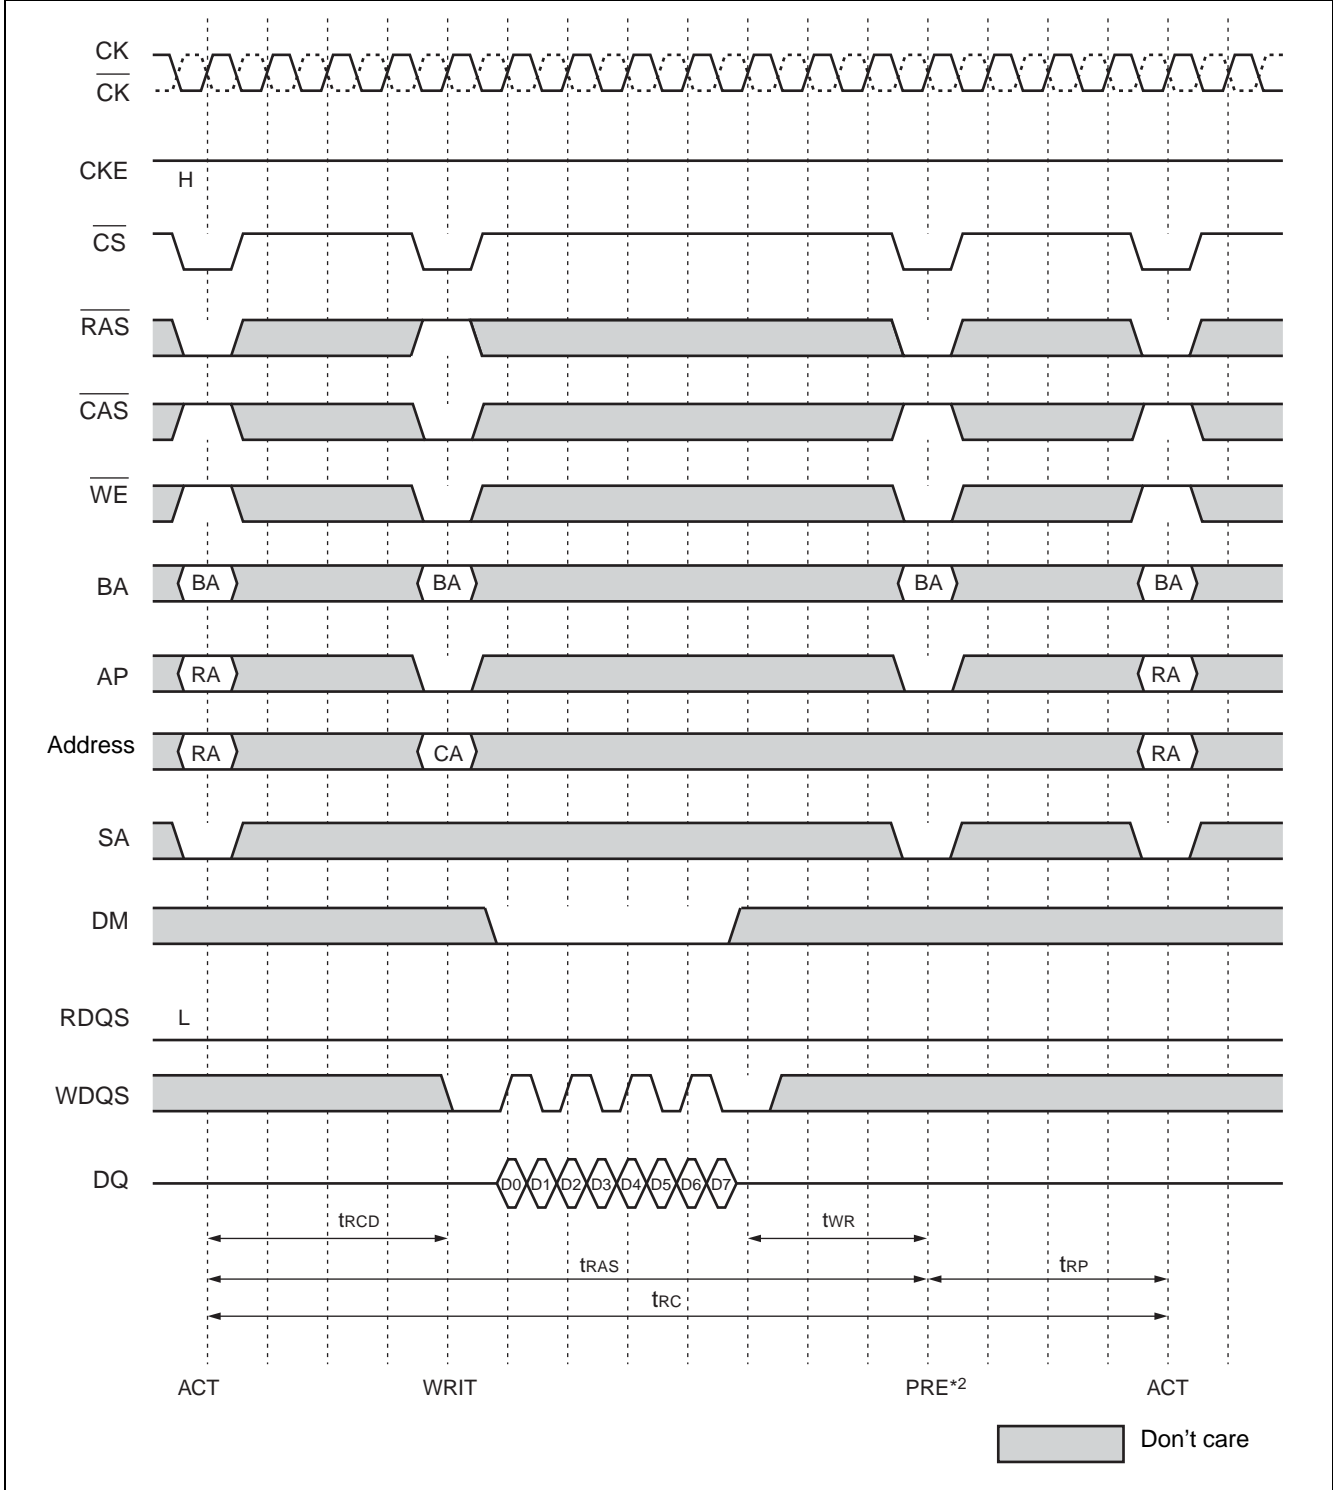 CK
CK
CKE
H
CS
RAS
CAS
WE
BA BA BA BA BA
AP RA RA
Address RA CA RA
SA
DM
RDQS L
WDQS
DQ D0 D1 D2 D3 D4 D5 D6 D7
tRCD tWR
tRAS tRP
tRC
ACT WRIT PRE*2 ACT
Don't care